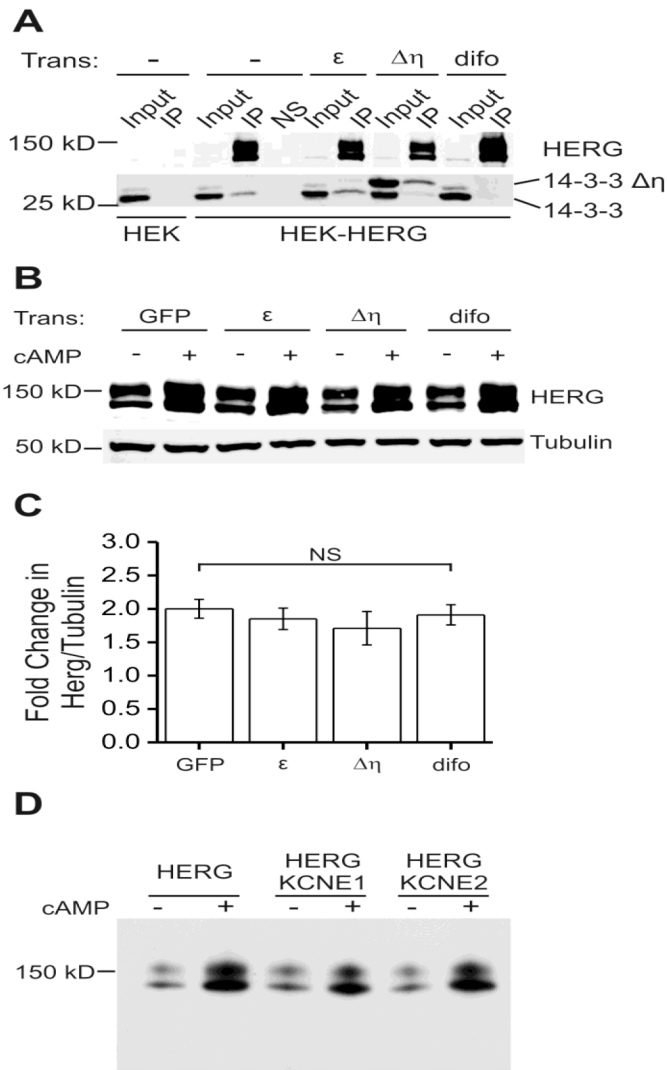 A
Trans: - - ε Δη difo
Input IP Input IP NS Input IP Input IP Input IP
150 kD HERG
14-3-3 Δη
25 kD 14-3-3
HEK HEK-HERG
B
Trans: GFP ε Δη difo
cAMP - + - + - + - +
150 kD HERG
50 kD Tubulin
C
NS
Fold Change in
Herg/Tubulin
3.0
2.5
2.0
1.5
1.0
0.5
0.0
GFP ε Δη difo
D
HERG HERG KCNE1 HERG KCNE2
cAMP - + - + - +
150 kD